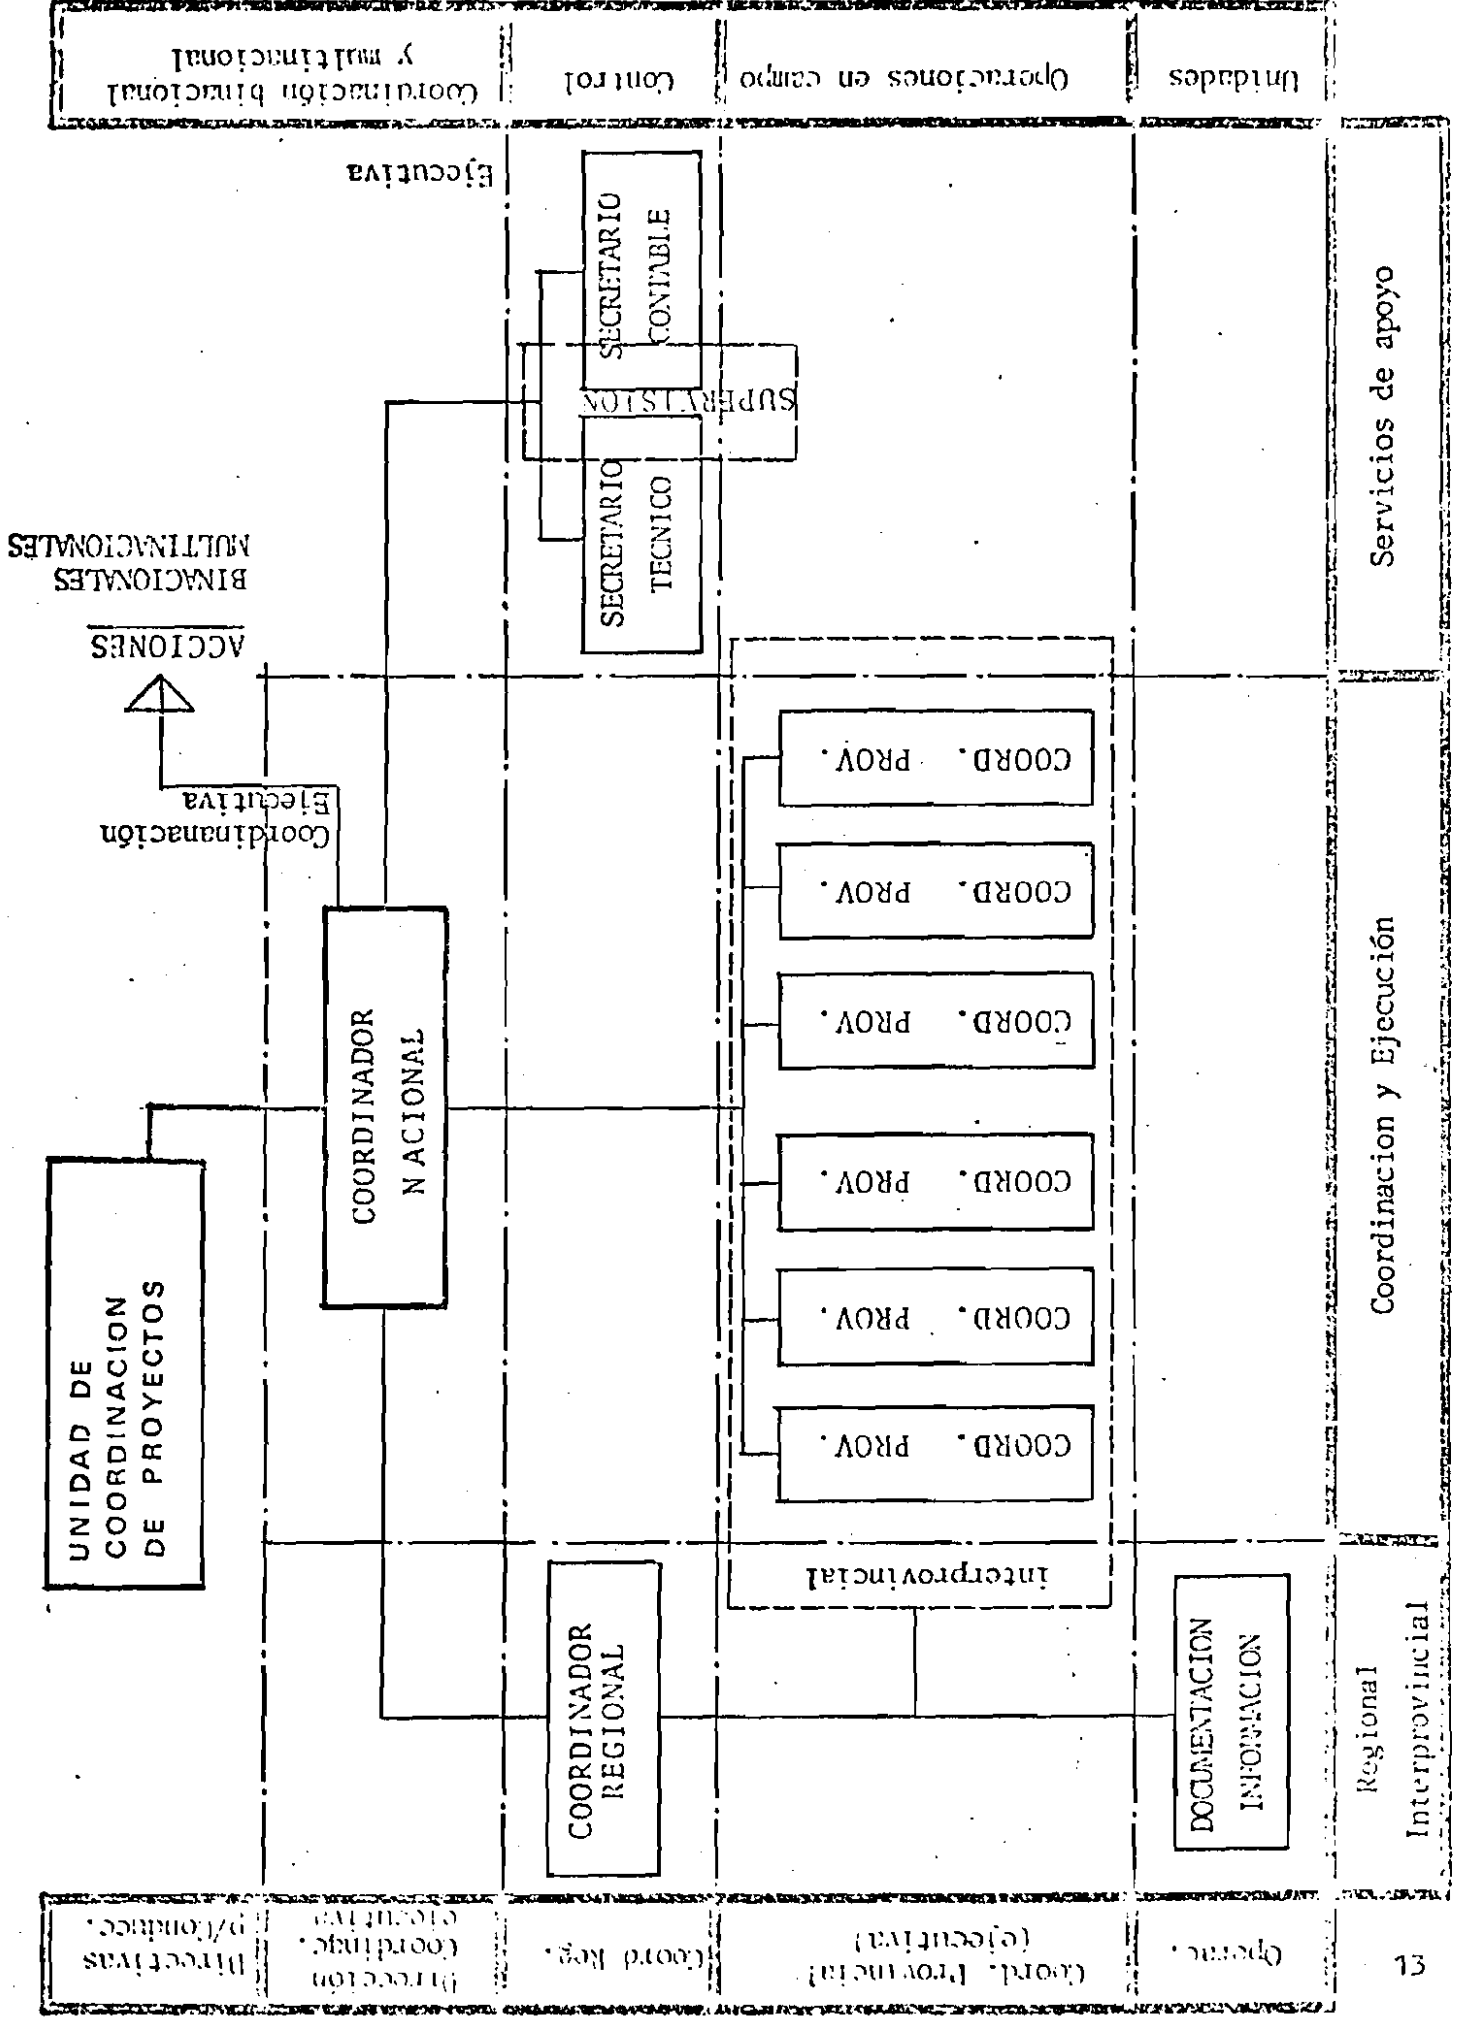 Coordinación binacional
y multinacional
Control
Operaciones en campo
Unidades
Ejecutiva
SECRETARIO
CONTABLE
SUPERVISION
SECRETARIO
TECNICO
ACCIONES
BINACIONALES
MULTINACIONALES
Coordinanación
Ejecutiva
UNIDAD DE
COORDINACION
DE PROYECTOS
COORDINADOR
NACIONAL
COORD. PROV.
COORD. PROV.
COORD. PROV.
COORD. PROV.
COORD. PROV.
COORD. PROV.
interprovincial
COORDINADOR
REGIONAL
DOCUMENTACION
INFORMACION
Servicios de apoyo
Coordinacion y Ejecución
Regional
Interprovincial
Directivas
p/Conducc.
Dirección
Coordinac.
ejecutiva
Coord Reg.
Coord. Provincial
(ejecutiva)
Operac.
13